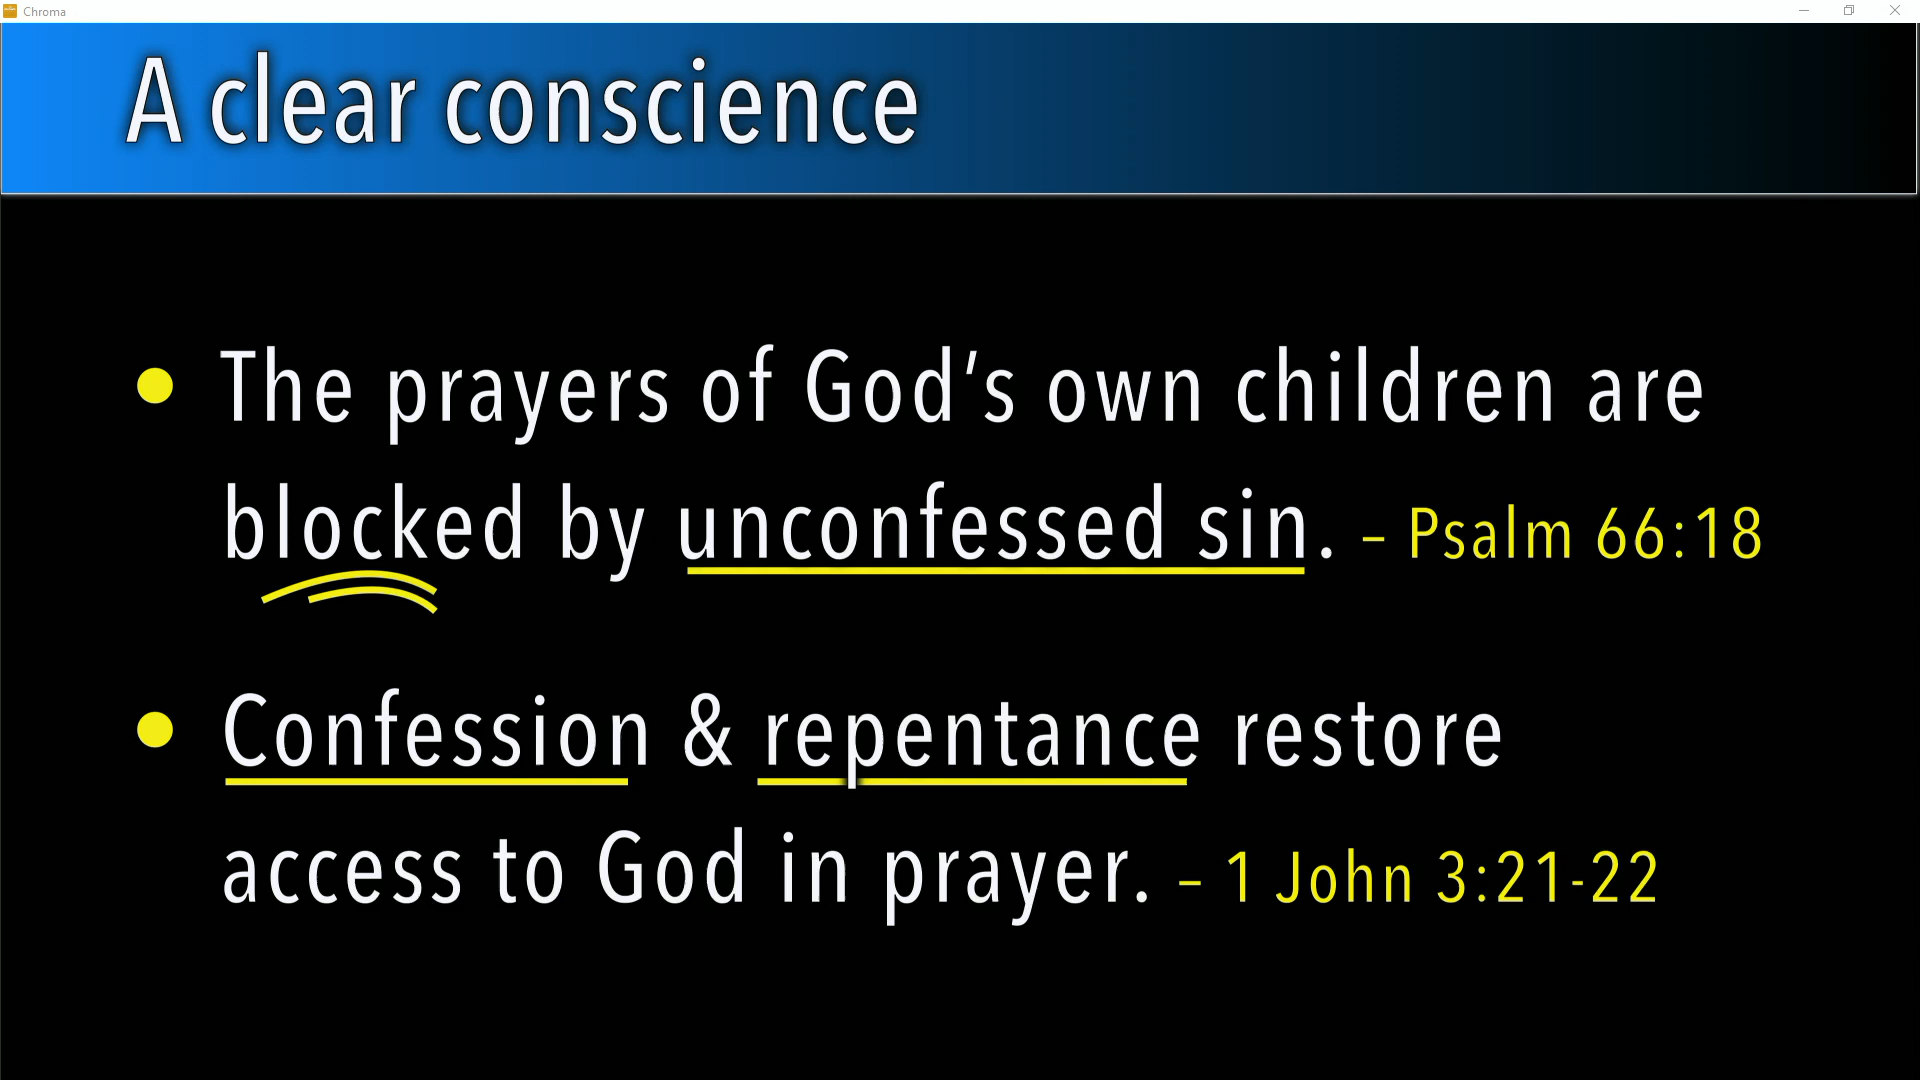 Chroma
A clear conscience
• The prayers of God's own children are
blocked by unconfessed sin. – Psalm 66:18
• Confession & repentance restore
access to God in prayer. – 1 John 3:21-22